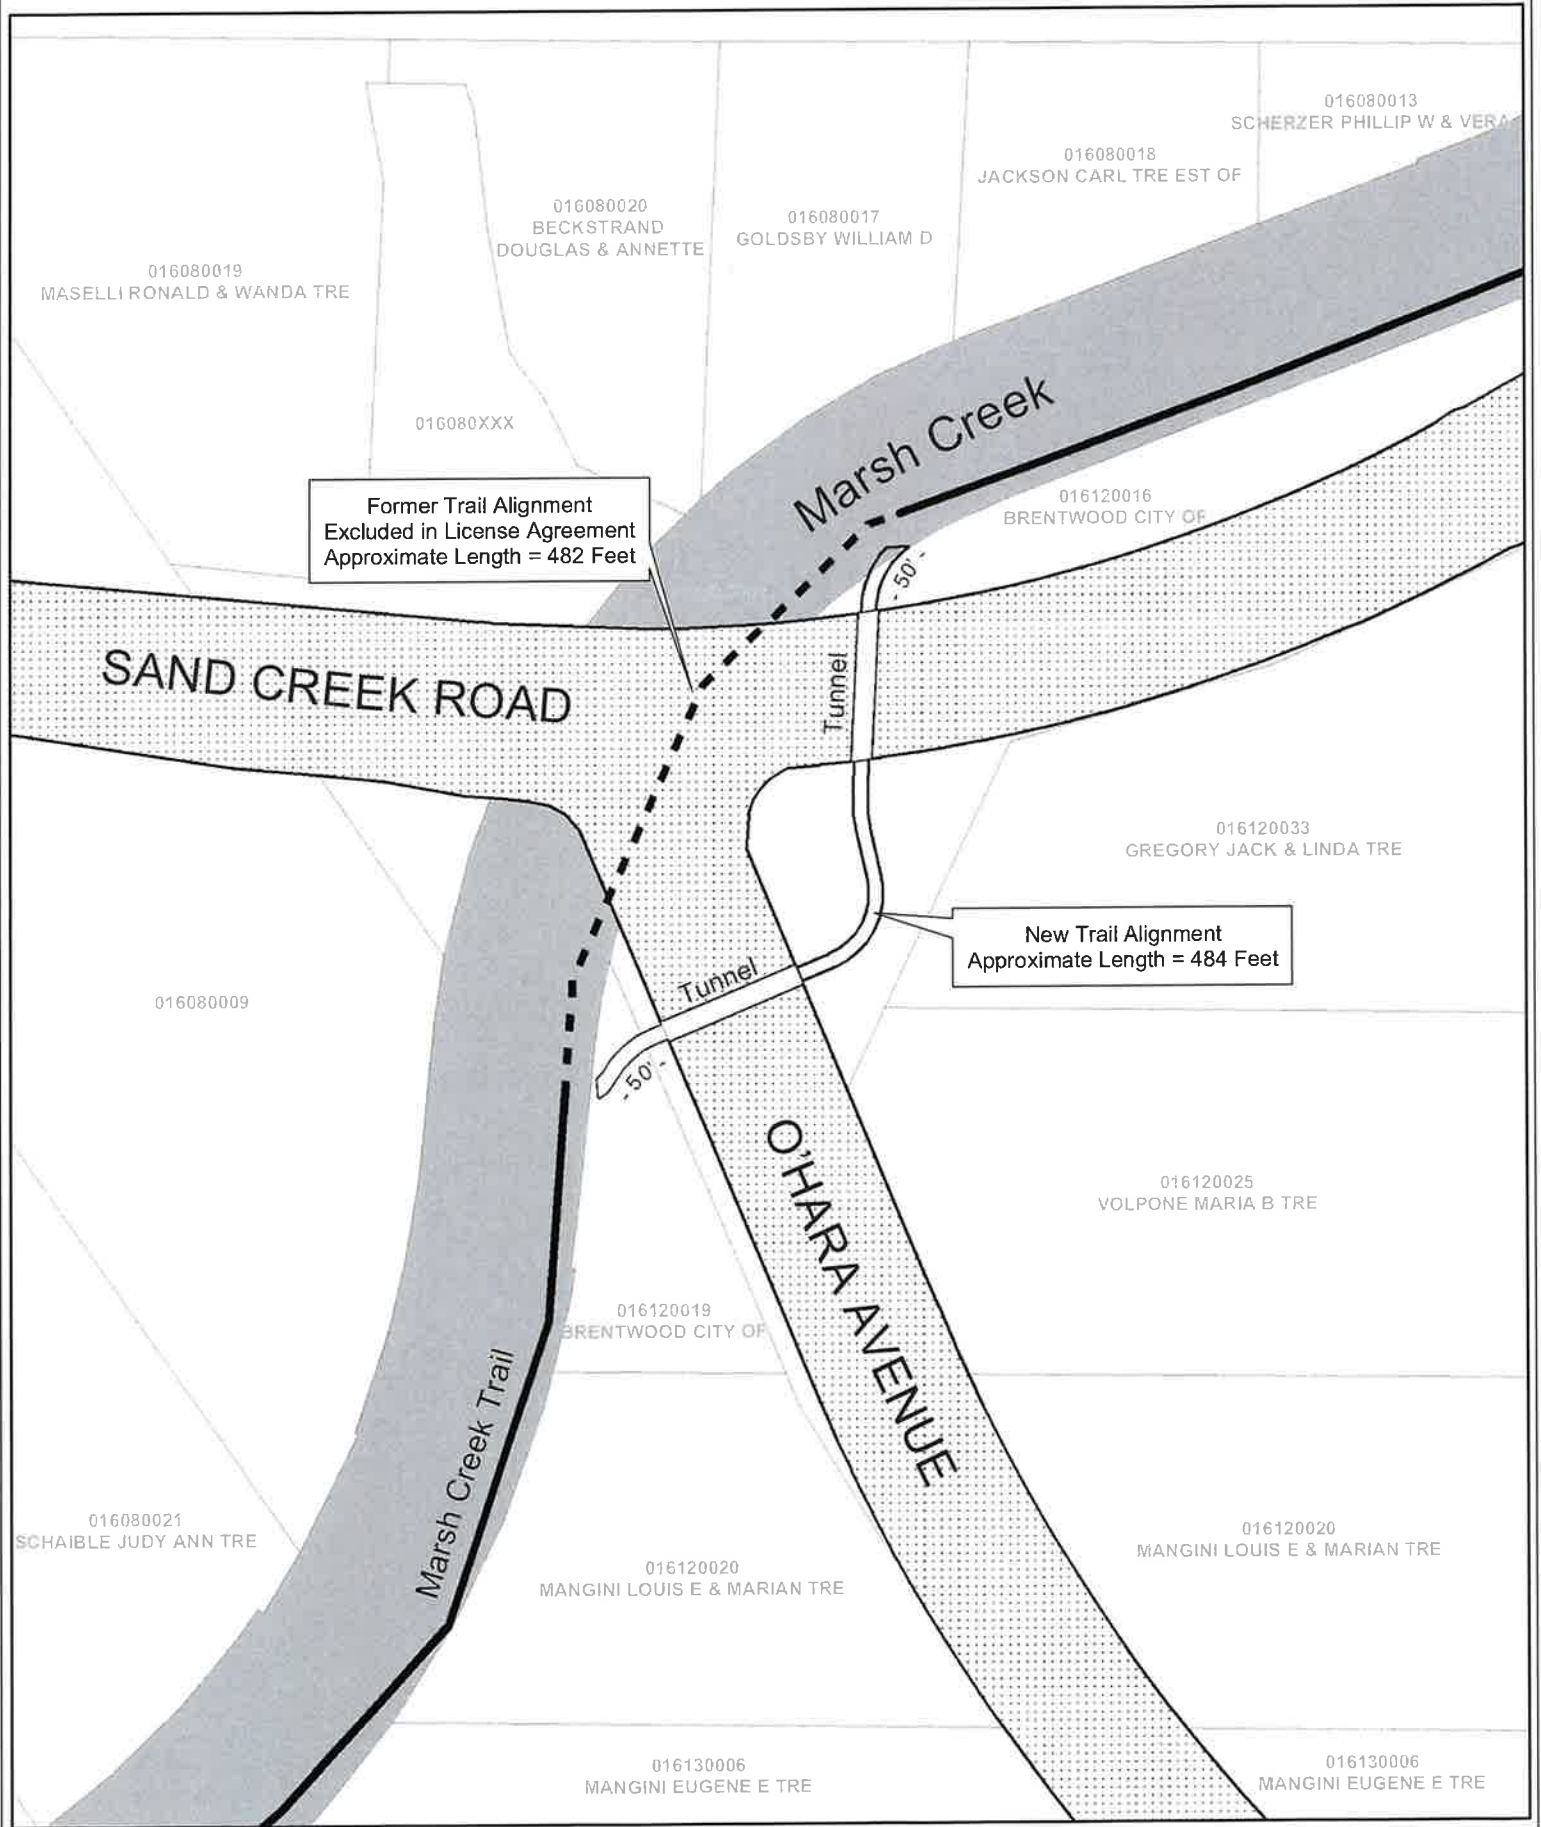 016080013
SCHERZER PHILLIP W & VERA
016080018
JACKSON CARL TRE EST OF
016080020
BECKSTRAND
DOUGLAS & ANNETTE
016080017
GOLDSBY WILLIAM D
016080019
MASELLI RONALD & WANDA TRE
016080XXX
Marsh Creek
Former Trail Alignment
Excluded in License Agreement
Approximate Length = 482 Feet
016120016
BRENTWOOD CITY OF
- 50' -
SAND CREEK ROAD
Tunnel
016120033
GREGORY JACK & LINDA TRE
New Trail Alignment
Approximate Length = 484 Feet
Tunnel
016080009
- 50' -
O'HARA AVENUE
016120025
VOLPONE MARIA B TRE
016120019
BRENTWOOD CITY OF
Marsh Creek Trail
016080021
SCHAIBLE JUDY ANN TRE
016120020
MANGINI LOUIS E & MARIAN TRE
016120020
MANGINI LOUIS E & MARIAN TRE
016130006
MANGINI EUGENE E TRE
016130006
MANGINI EUGENE E TRE